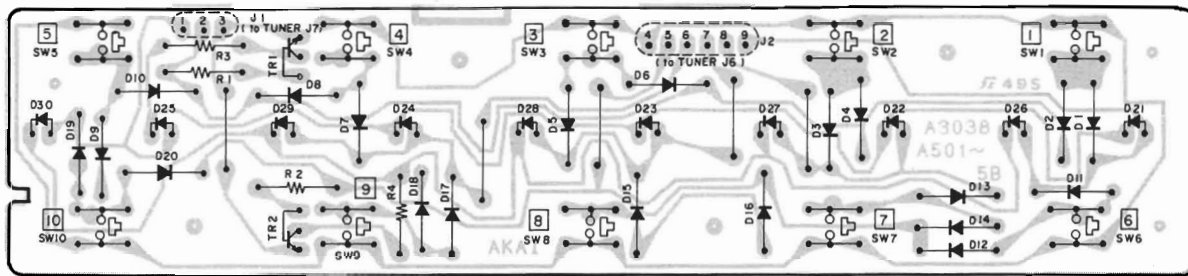 1 2 3 J1
(to TUNER J7)
5 SW5
R3
R1
TR1
4 SW4
3 SW3
4 5 6 7 8 9 J2
(to TUNER J6)
2 SW2
1 SW1
D10
D8
D6
ƒƒ 49S
D30
D19
D9
D25
D29
D7
D24
D28
D5
D23
D27
D3
D4
D22
D26
D2
D1
D21
A3038
A501~
5B
D20
R2
9
R4
D18
D17
D15
D16
D13
D11
10 SW10
TR2
SW9
AKAI
8 SW8
7 SW7
D14
D12
6 SW6